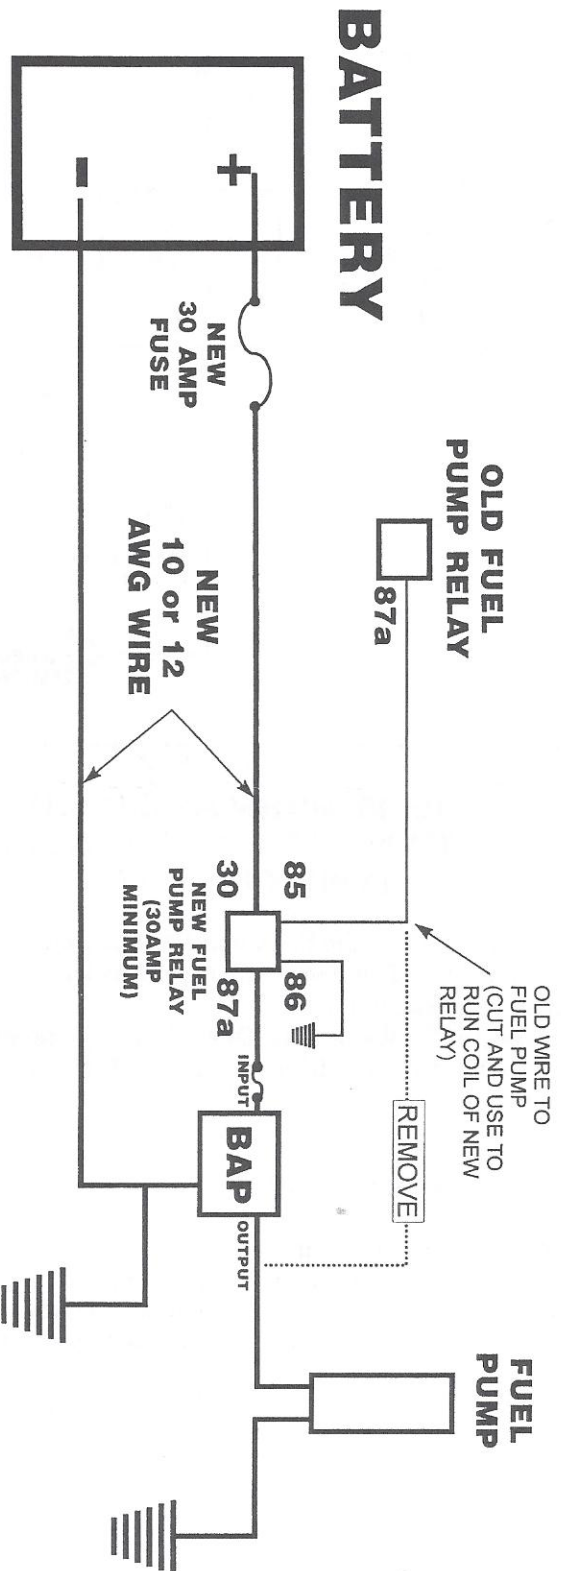 BATTERY
+
-
NEW
30 AMP
FUSE
OLD FUEL
PUMP RELAY
87a
NEW
10 or 12
AWG WIRE
OLD WIRE TO
FUEL PUMP
(CUT AND USE TO
RUN COIL OF NEW
RELAY)
85
30
86
87a
NEW FUEL
PUMP RELAY
(30AMP
MINIMUM)
REMOVE
INPUT
BAP
OUTPUT
FUEL
PUMP